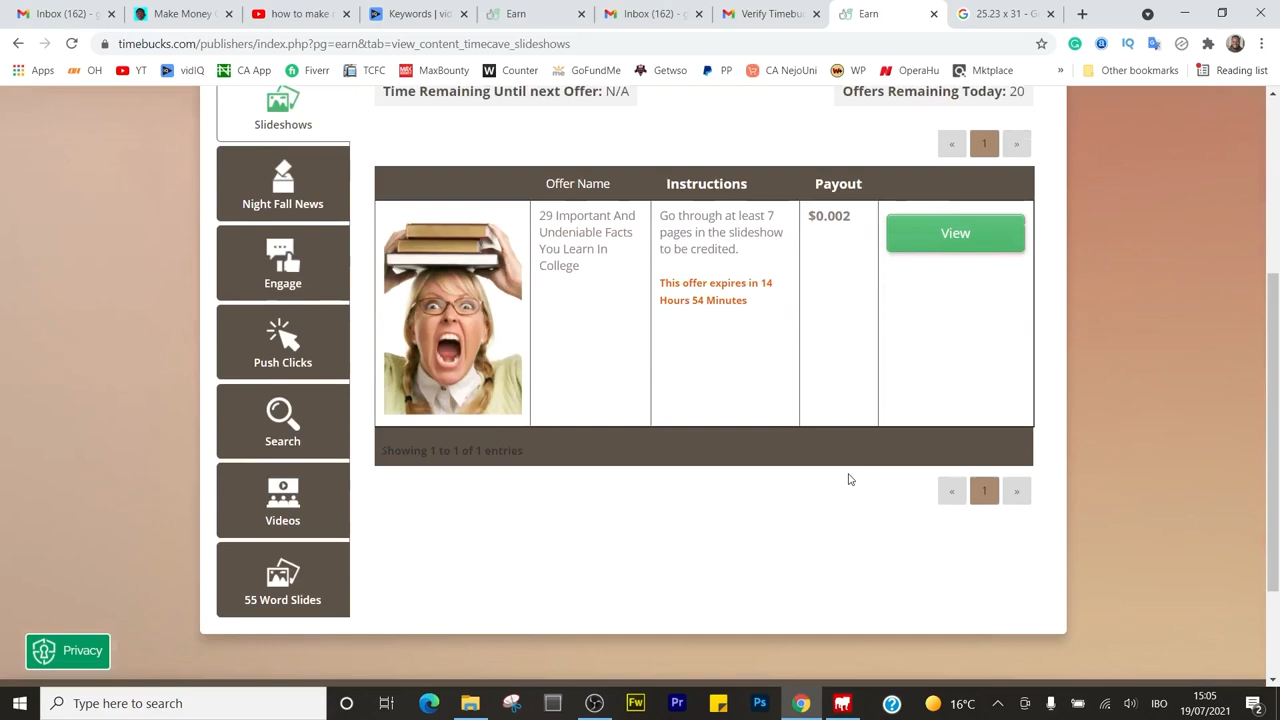 Inbox (162) - g
Make Money C
how to make r
Keywords | vid
Earn
Inbox (162) - g
Verify Timebuc
Earn
25.23 x 31 - G
timebucks.com/publishers/index.php?pg=earn&tab=view_content_timecave_slideshows
Apps
OH
YT
vidIQ
CA App
Fiverr
TCFC
MaxBounty
Counter
GoFundMe
Getwso
PP
CA NejoUni
WP
OperaHu
Mktplace
»
Other bookmarks
Reading list
Slideshows
Night Fall News
Engage
Push Clicks
Search
Videos
55 Word Slides
Time Remaining Until next Offer: N/A
Offers Remaining Today: 20
« 1 »
Offer Name
Instructions
Payout
29 Important And
Undeniable Facts
You Learn In
College
Go through at least 7
pages in the slideshow
to be credited.
This offer expires in 14
Hours 54 Minutes
$0.002
View
Showing 1 to 1 of 1 entries
« 1 »
Privacy
Type here to search
Fw
Pr
Ps
16°C
IBO
15:05
19/07/2021
2